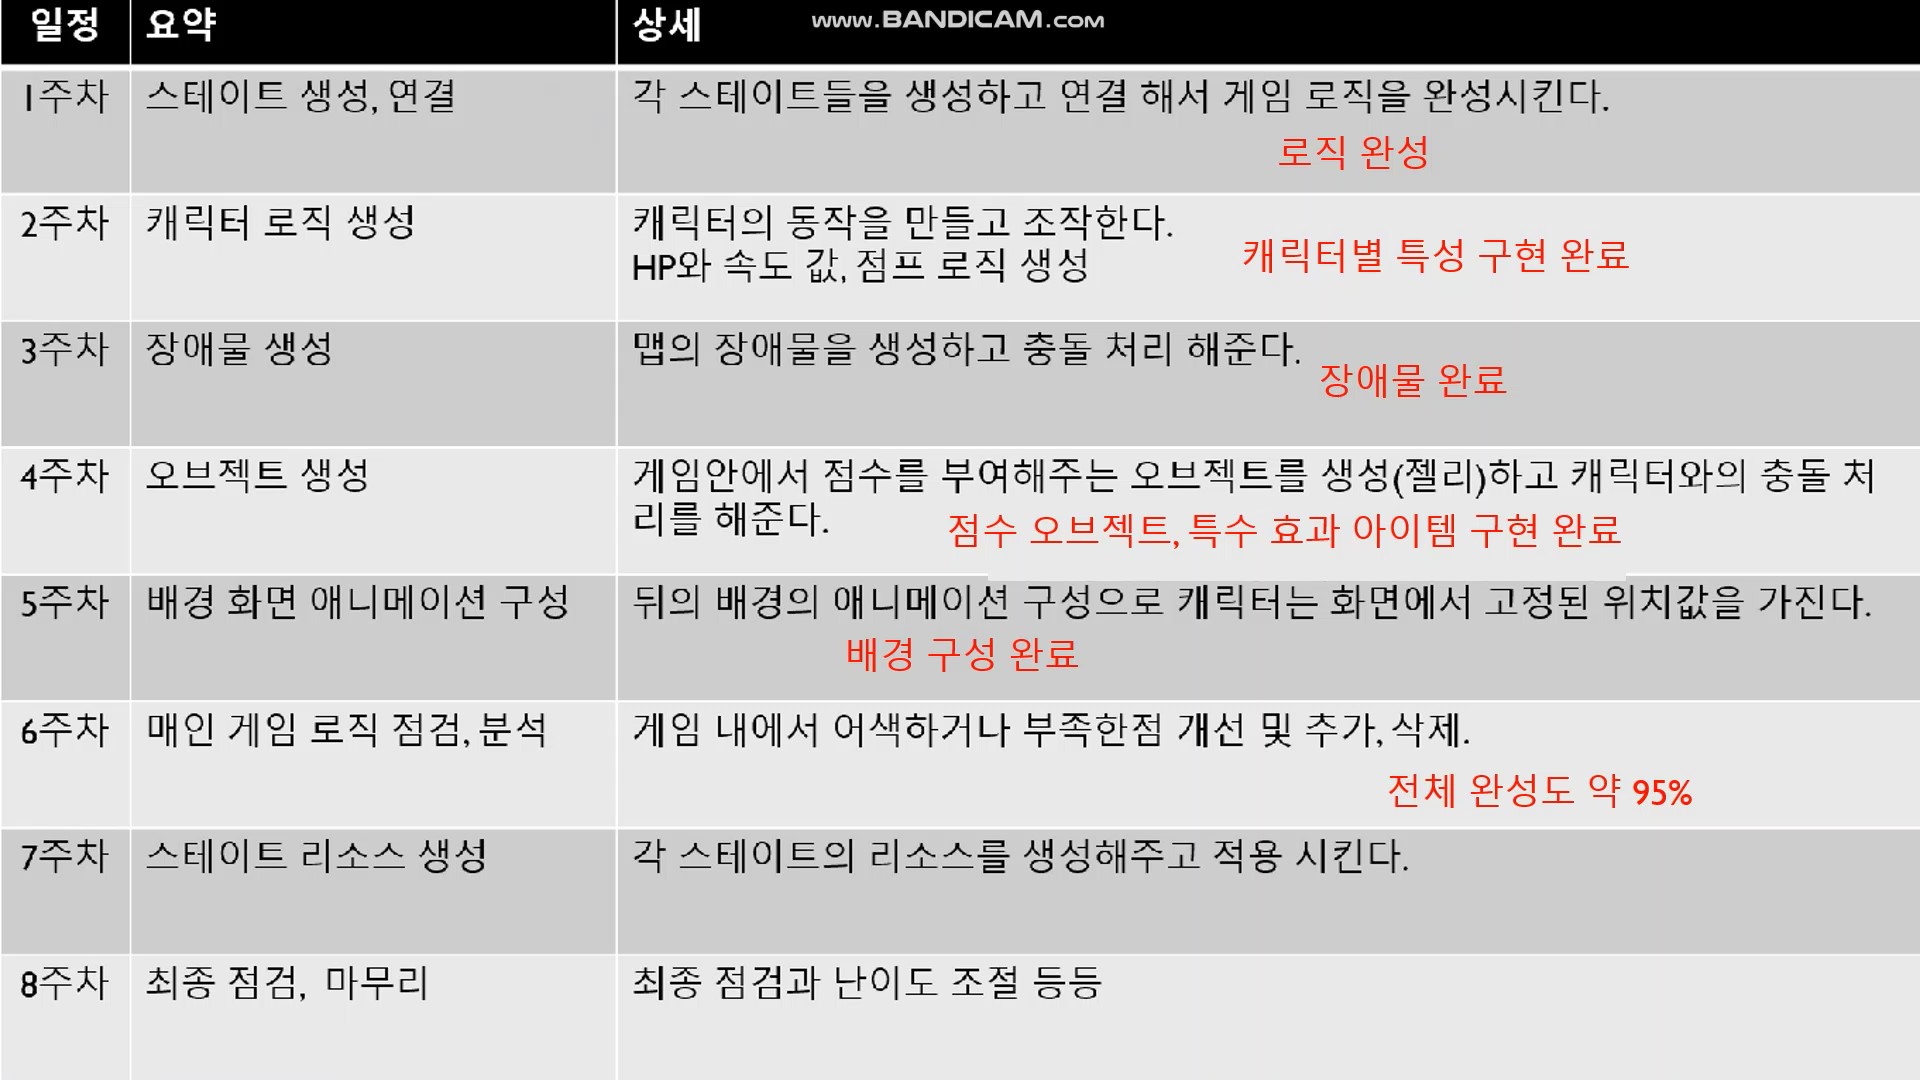 일정 요약 상세 www.BANDICAM.com
1주차 스테이트 생성, 연결 각 스테이트들을 생성하고 연결 해서 게임 로직을 완성시킨다.
로직 완성
2주차 캐릭터 로직 생성 캐릭터의 동작을 만들고 조작한다.
HP와 속도 값, 점프 로직 생성 캐릭터별 특성 구현 완료
3주차 장애물 생성 맵의 장애물을 생성하고 충돌 처리 해준다.
장애물 완료
4주차 오브젝트 생성 게임안에서 점수를 부여해주는 오브젝트를 생성(젤리)하고 캐릭터와의 충돌 처
리를 해준다. 점수 오브젝트, 특수 효과 아이템 구현 완료
5주차 배경 화면 애니메이션 구성 뒤의 배경의 애니메이션 구성으로 캐릭터는 화면에서 고정된 위치값을 가진다.
배경 구성 완료
6주차 매인 게임 로직 점검, 분석 게임 내에서 어색하거나 부족한점 개선 및 추가, 삭제.
전체 완성도 약 95%
7주차 스테이트 리소스 생성 각 스테이트의 리소스를 생성해주고 적용 시킨다.
8주차 최종 점검, 마무리 최종 점검과 난이도 조절 등등